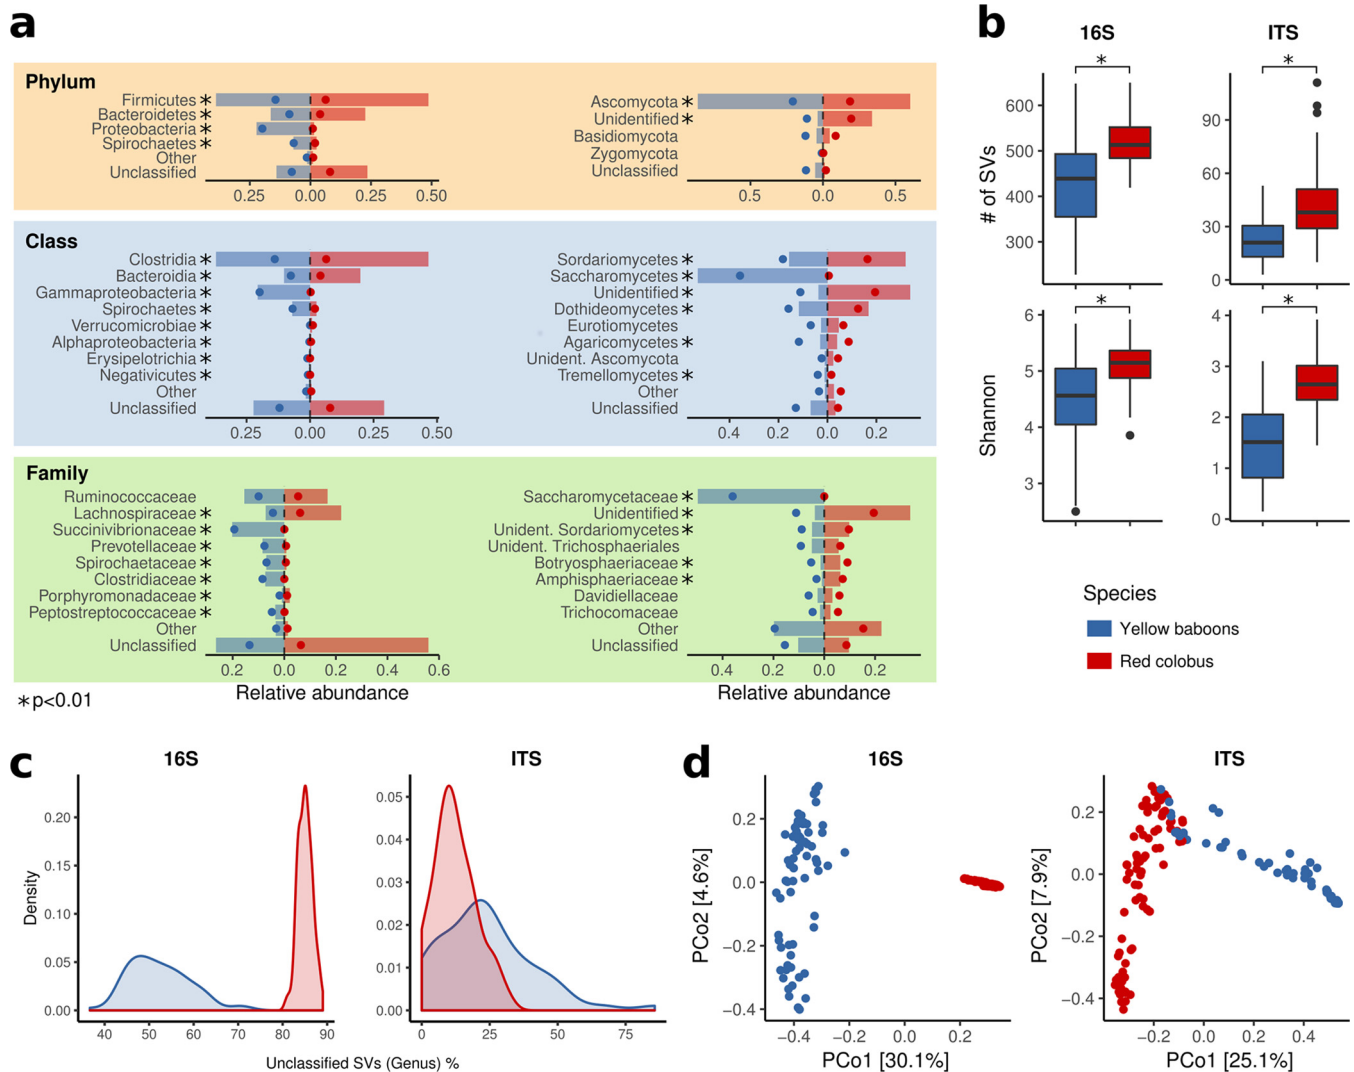 a
Phylum
Firmicutes *
Bacteroidetes *
Proteobacteria *
Spirochaetes *
Other
Unclassified
0.25 0.00 0.25 0.50
Ascomycota *
Unidentified *
Basidiomycota
Zygomycota
Unclassified
0.5 0.0 0.5
Class
Clostridia *
Bacteroidia *
Gammaproteobacteria *
Spirochaetes *
Verrucomicrobiae *
Alphaproteobacteria *
Erysipelotrichia *
Negativicutes *
Other
Unclassified
0.25 0.00 0.25 0.50
Sordariomycetes *
Saccharomycetes *
Unidentified *
Dothideomycetes *
Eurotiomycetes
Agaricomycetes *
Unident. Ascomycota
Tremellomycetes *
Other
Unclassified
0.4 0.2 0.0 0.2
Family
Ruminococcaceae
Lachnospiraceae *
Succinivibrionaceae *
Prevotellaceae *
Spirochaetaceae *
Clostridiaceae *
Porphyromonadaceae *
Peptostreptococcaceae *
Other
Unclassified
0.2 0.0 0.2 0.4 0.6
Relative abundance
Saccharomycetaceae *
Unidentified *
Unident. Sordariomycetes *
Unident. Trichosphaeriales
Botryosphaeriaceae *
Amphisphaeriaceae *
Davidiellaceae
Trichocomaceae
Other
Unclassified
0.4 0.2 0.0 0.2
Relative abundance
*p<0.01
b
16S
ITS
*
*
# of SVs
600
500
400
300
90
60
30
0
*
*
Shannon
6
5
4
3
4
3
2
1
0
Species
Yellow baboons
Red colobus
c
16S
ITS
Density
0.20
0.15
0.10
0.05
0.00
40 50 60 70 80 90
0.05
0.04
0.03
0.02
0.01
0.00
0 25 50 75
Unclassified SVs (Genus) %
d
16S
ITS
PCo2 [4.6%]
0.2
0.0
−0.2
−0.4
−0.4 −0.2 0.0 0.2
PCo1 [30.1%]
PCo2 [7.9%]
0.2
0.0
−0.2
−0.4
−0.2 0.0 0.2 0.4
PCo1 [25.1%]